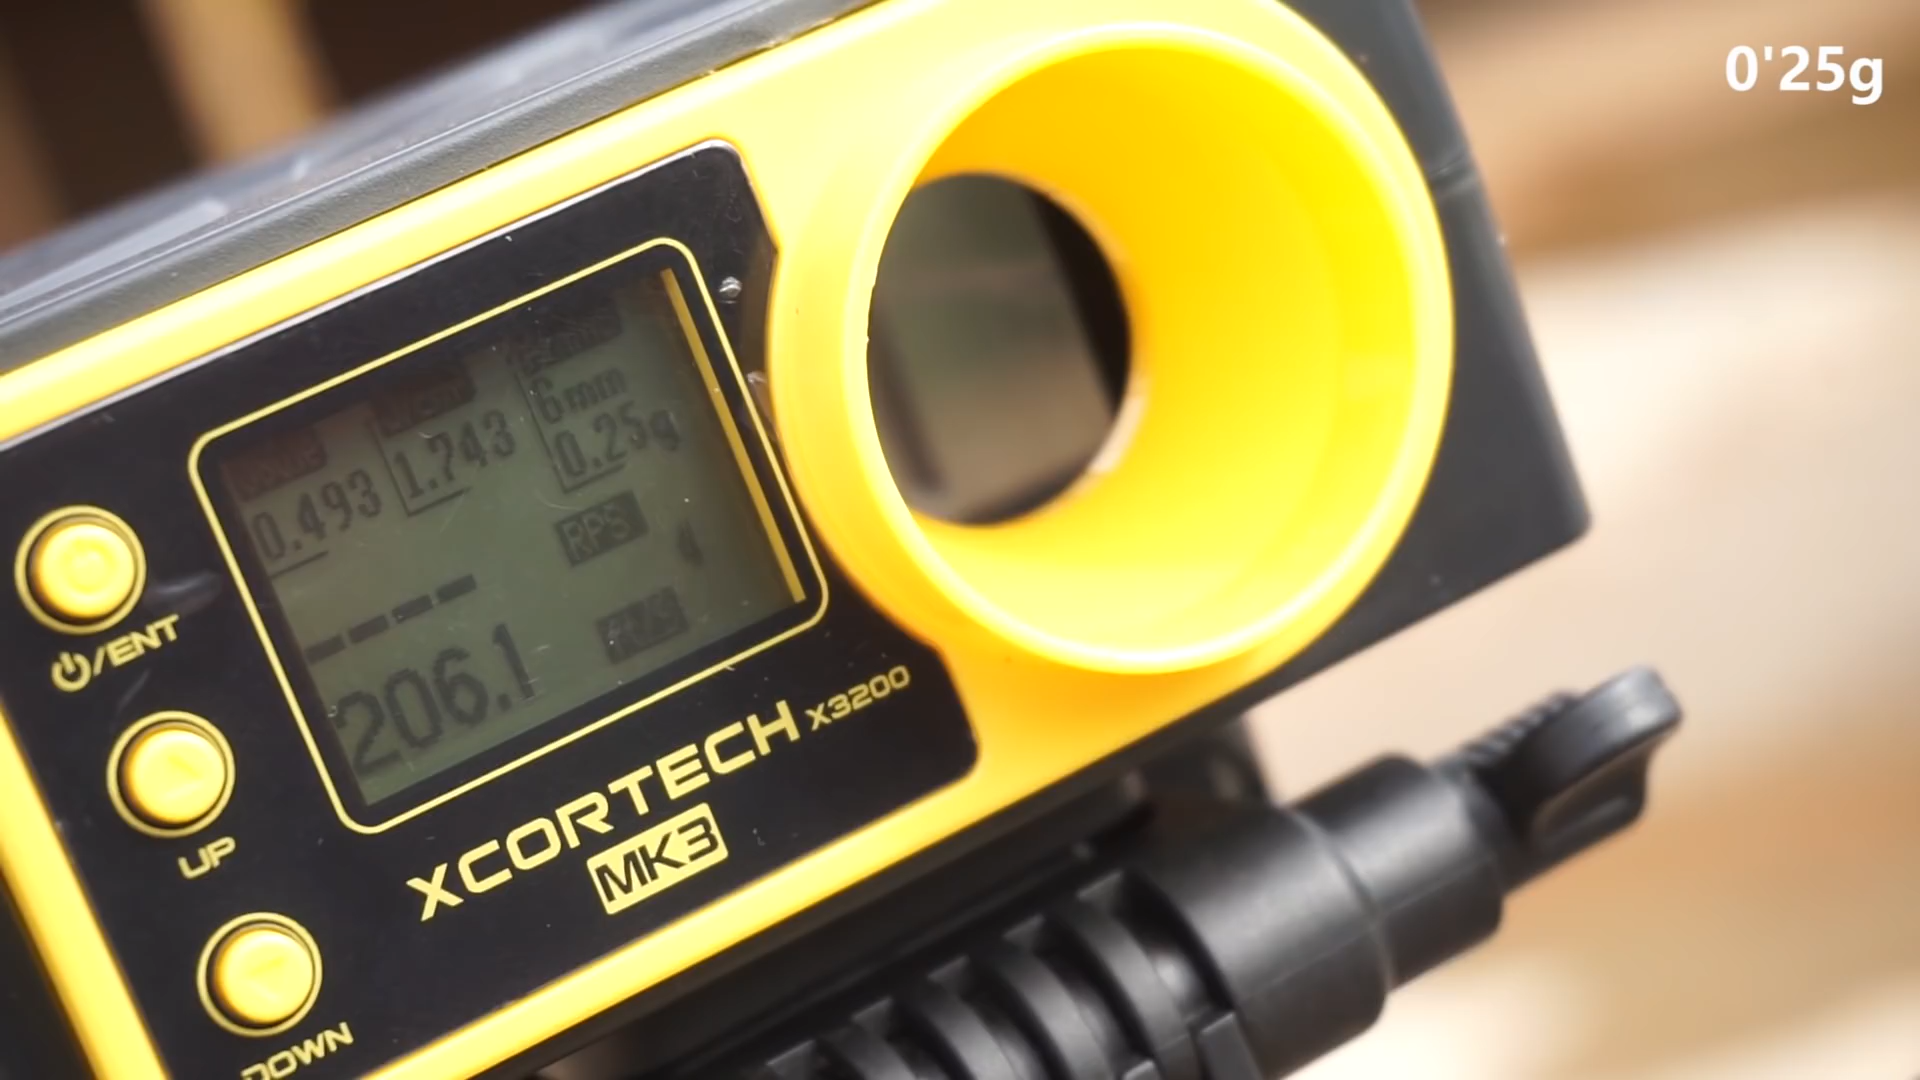 0'25g
6mm
0.493 1.743 0.25g
RPS
206.1
/ENT
UP
DOWN
XCORTECH X3200
MK3